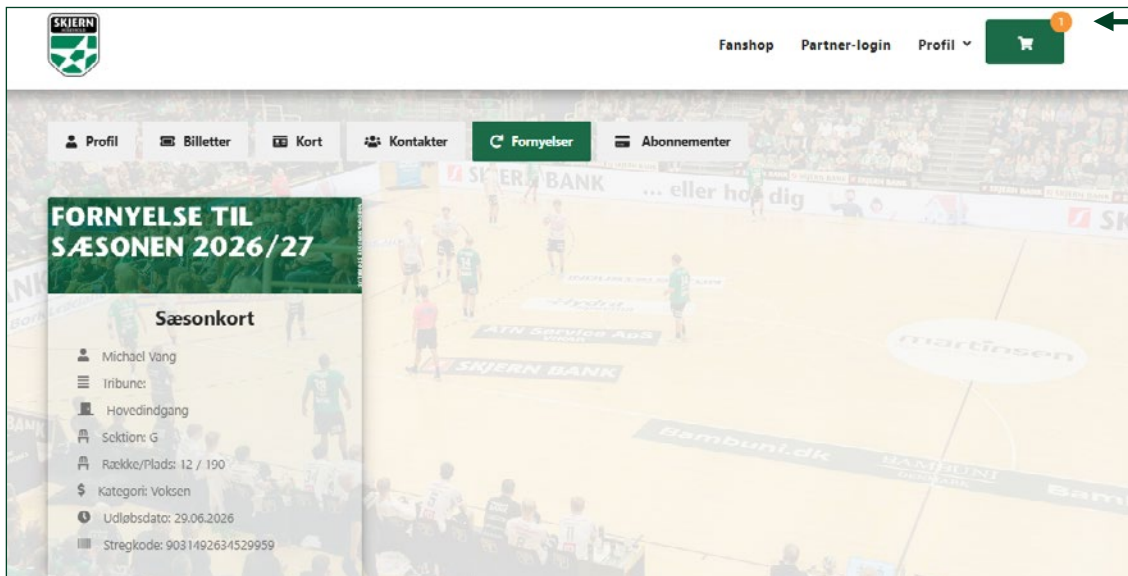 SKJERN
Fanshop Partner-login Profil
1
Profil Billetter Kort Kontakter Fornyelser Abonnementer
SKJERN BANK ... eller hos dig
FORNYELSE TIL
SÆSONEN 2026/27
Sæsonkort
Michael Vang
Tribune:
Hovedindgang
Sektion: G
Række/Plads: 12 / 190
Kategori: Voksen
Udløbsdato: 29.06.2026
Stregkode: 9031492634529959
ATN Service ApS
SKJERN BANK
martinsen
Bambuni.dk
BAMBUNI